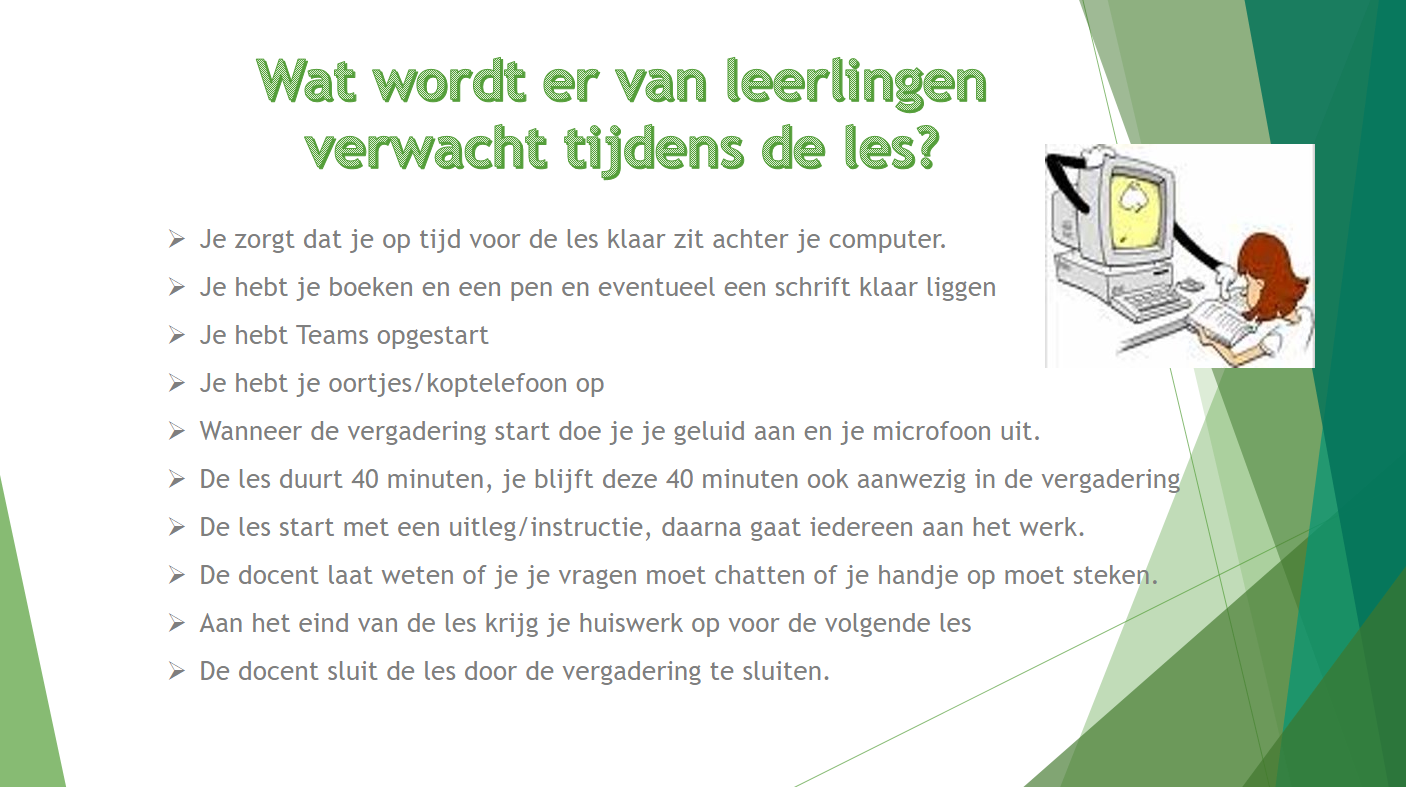 Wat wordt er van leerlingen
verwacht tijdens de les?
Je zorgt dat je op tijd voor de les klaar zit achter je computer.
Je hebt je boeken en een pen en eventueel een schrift klaar liggen
Je hebt Teams opgestart
Je hebt je oortjes/koptelefoon op
Wanneer de vergadering start doe je je geluid aan en je microfoon uit.
De les duurt 40 minuten, je blijft deze 40 minuten ook aanwezig in de vergadering
De les start met een uitleg/instructie, daarna gaat iedereen aan het werk.
De docent laat weten of je je vragen moet chatten of je handje op moet steken.
Aan het eind van de les krijg je huiswerk op voor de volgende les
De docent sluit de les door de vergadering te sluiten.